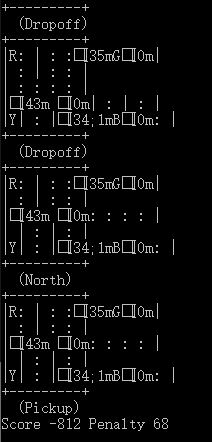 +---------+
  (Dropoff)
+---------+
|R: | : :□[35mG□[0m|
| : | : : |
| : : : : |
|□[43m □[0m| : | : |
|Y| : |□[34;1mB□[0m: |
+---------+
  (Dropoff)
+---------+
|R: | : :□[35mG□[0m|
| : | : : |
|□[43m □[0m: : : : |
| | : | : |
|Y| : |□[34;1mB□[0m: |
+---------+
  (North)
+---------+
|R: | : :□[35mG□[0m|
| : | : : |
|□[43m □[0m: : : : |
| | : | : |
|Y| : |□[34;1mB□[0m: |
+---------+
  (Pickup)
Score -812 Penalty 68